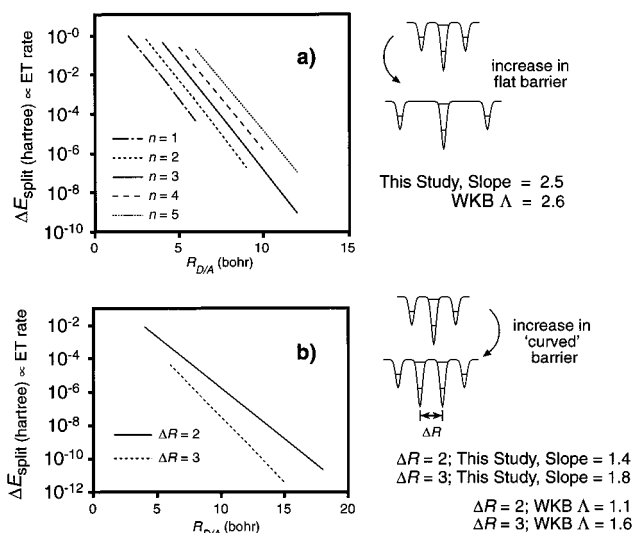 a)
10⁻⁰
10⁻²
10⁻⁴
10⁻⁶
10⁻⁸
10⁻¹⁰
ΔE_split (hartree) ∝ ET rate
n = 1
n = 2
n = 3
n = 4
n = 5
0 5 10 15
R_D/A (bohr)
increase in
flat barrier
This Study, Slope = 2.5
WKB Λ = 2.6
b)
10⁻²
10⁻⁴
10⁻⁶
10⁻⁸
10⁻¹⁰
10⁻¹²
ΔE_split (hartree) ∝ ET rate
ΔR = 2
ΔR = 3
0 5 10 15 20
R_D/A (bohr)
increase in
'curved'
barrier
ΔR
ΔR = 2; This Study, Slope = 1.4
ΔR = 3; This Study, Slope = 1.8
ΔR = 2; WKB Λ = 1.1
ΔR = 3; WKB Λ = 1.6